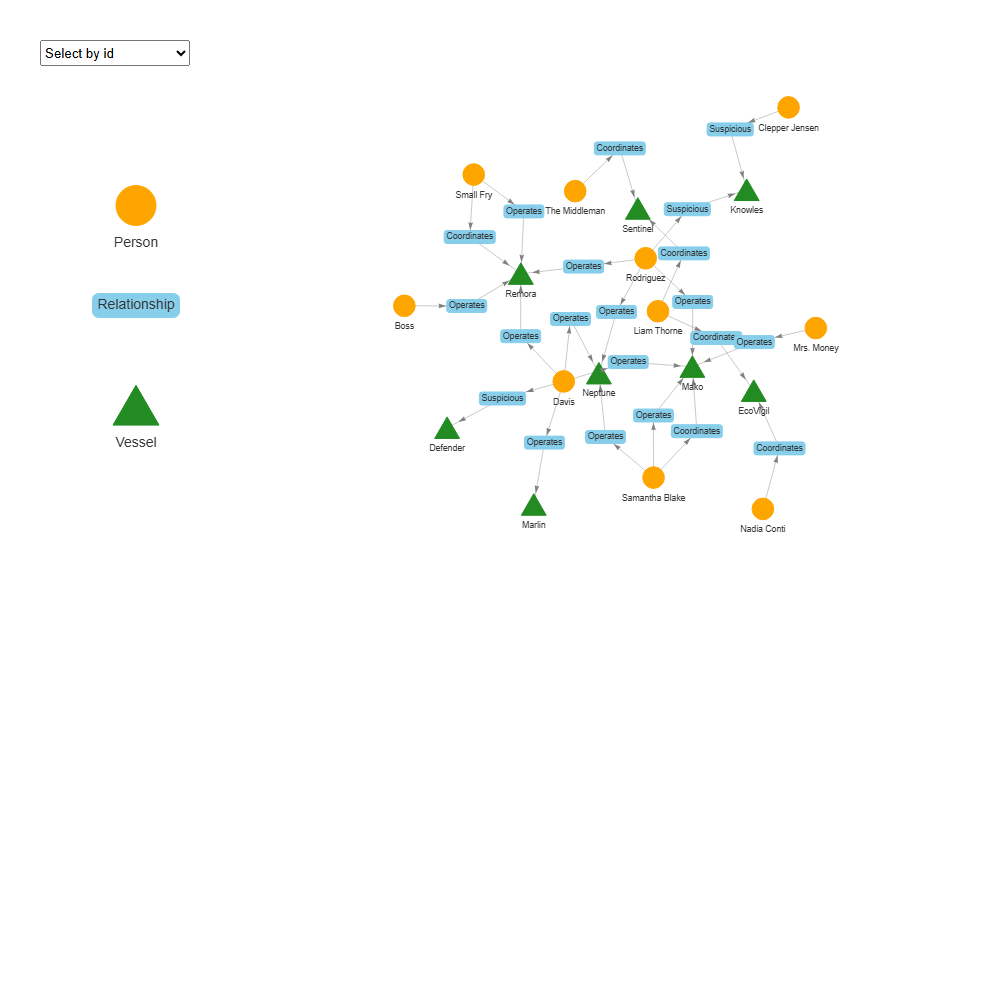 Select by id
Clepper Jensen
Suspicious
Coordinates
Person
Small Fry
Operates
The Middleman
Suspicious
Knowles
Sentinel
Coordinates
Coordinates
Rodriguez
Operates
Remora
Relationship
Operates
Operates
Boss
Operates
Operates
Liam Thorne
Operates
Coordinates
Operates
Mrs. Money
Operates
Neptune
Mako
Davis
EcoVigil
Suspicious
Operates
Vessel
Defender
Operates
Operates
Coordinates
Coordinates
Samantha Blake
Marlin
Nadia Conti